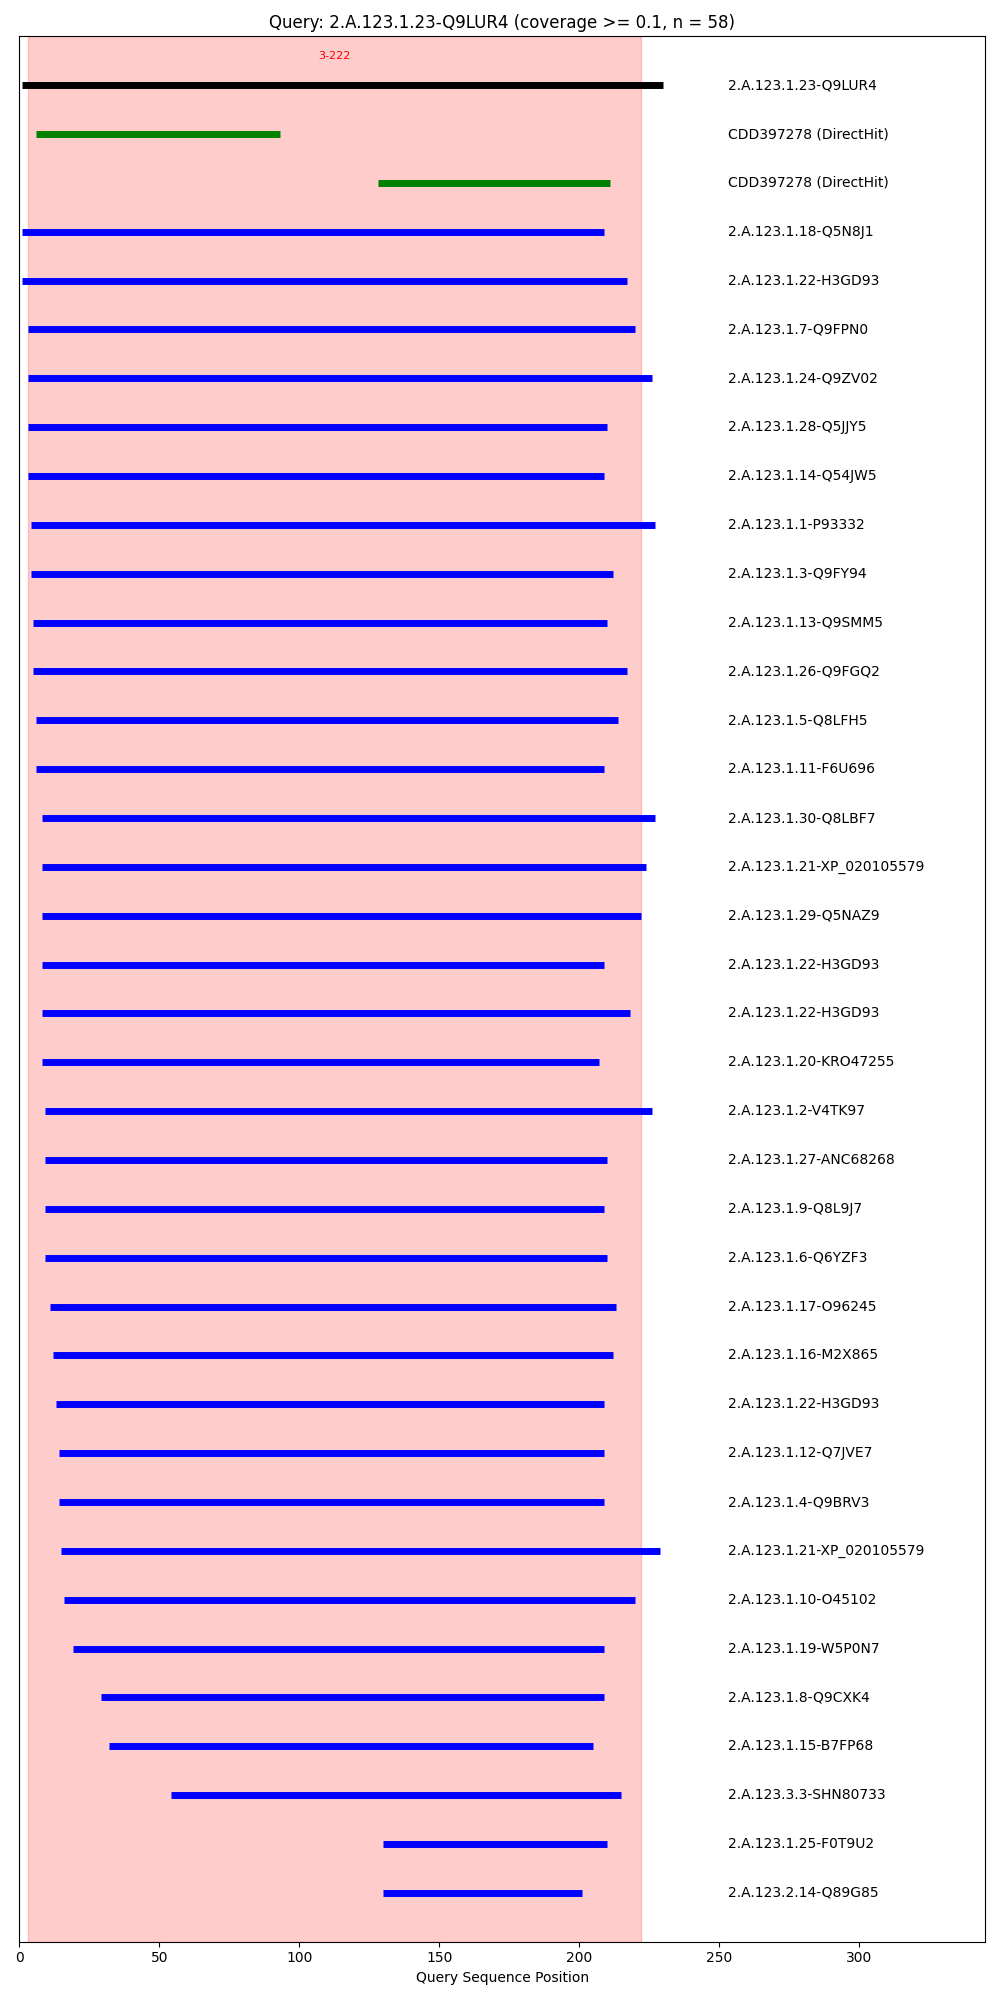 Query: 2.A.123.1.23-Q9LUR4 (coverage >= 0.1, n = 58)
3-222
2.A.123.1.23-Q9LUR4
CDD397278 (DirectHit)
CDD397278 (DirectHit)
2.A.123.1.18-Q5N8J1
2.A.123.1.22-H3GD93
2.A.123.1.7-Q9FPN0
2.A.123.1.24-Q9ZV02
2.A.123.1.28-Q5JJY5
2.A.123.1.14-Q54JW5
2.A.123.1.1-P93332
2.A.123.1.3-Q9FY94
2.A.123.1.13-Q9SMM5
2.A.123.1.26-Q9FGQ2
2.A.123.1.5-Q8LFH5
2.A.123.1.11-F6U696
2.A.123.1.30-Q8LBF7
2.A.123.1.21-XP_020105579
2.A.123.1.29-Q5NAZ9
2.A.123.1.22-H3GD93
2.A.123.1.22-H3GD93
2.A.123.1.20-KRO47255
2.A.123.1.2-V4TK97
2.A.123.1.27-ANC68268
2.A.123.1.9-Q8L9J7
2.A.123.1.6-Q6YZF3
2.A.123.1.17-O96245
2.A.123.1.16-M2X865
2.A.123.1.22-H3GD93
2.A.123.1.12-Q7JVE7
2.A.123.1.4-Q9BRV3
2.A.123.1.21-XP_020105579
2.A.123.1.10-O45102
2.A.123.1.19-W5P0N7
2.A.123.1.8-Q9CXK4
2.A.123.1.15-B7FP68
2.A.123.3.3-SHN80733
2.A.123.1.25-F0T9U2
2.A.123.2.14-Q89G85
0 50 100 150 200 250 300
Query Sequence Position